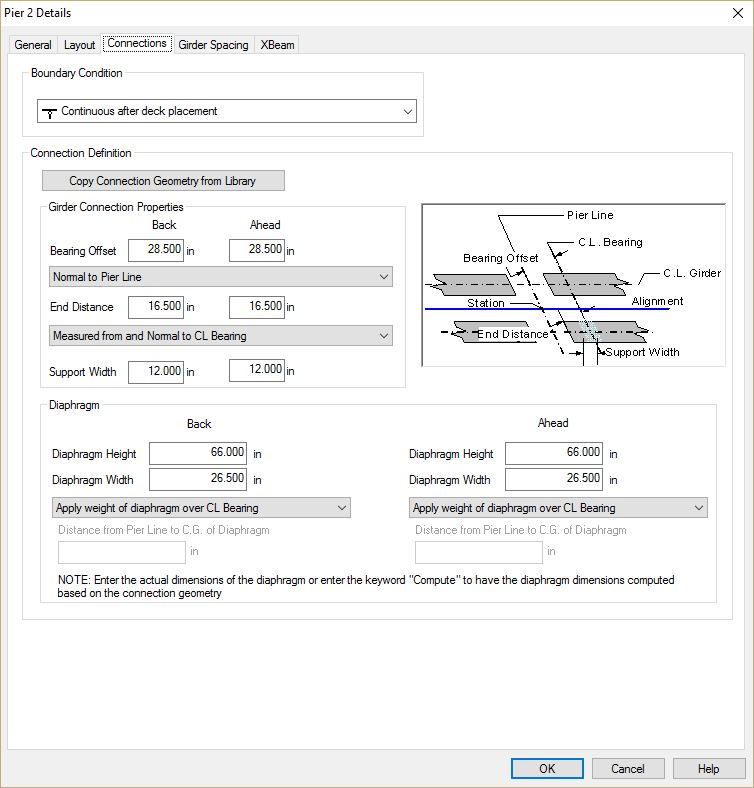 Pier 2 Details
General Layout Connections Girder Spacing XBeam
Boundary Condition
Continuous after deck placement
Connection Definition
Copy Connection Geometry from Library
Girder Connection Properties
Back Ahead
Bearing Offset 28.500 in 28.500 in
Normal to Pier Line
End Distance 16.500 in 16.500 in
Measured from and Normal to CL Bearing
Support Width 12.000 in 12.000 in
Pier Line
C.L. Bearing
Bearing Offset
C.L. Girder
Station
Alignment
End Distance
Support Width
Diaphragm
Back Ahead
Diaphragm Height 66.000 in Diaphragm Height 66.000 in
Diaphragm Width 26.500 in Diaphragm Width 26.500 in
Apply weight of diaphragm over CL Bearing Apply weight of diaphragm over CL Bearing
Distance from Pier Line to C.G. of Diaphragm Distance from Pier Line to C.G. of Diaphragm
in in
NOTE: Enter the actual dimensions of the diaphragm or enter the keyword "Compute" to have the diaphragm dimensions computed
based on the connection geometry
OK Cancel Help